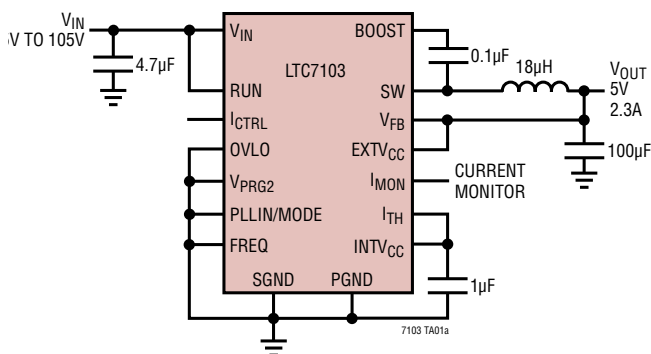 VIN
V TO 105V
4.7µF
VIN
RUN
ICTRL
OVLO
VPRG2
PLLIN/MODE
FREQ
LTC7103
SGND
PGND
BOOST
SW
VFB
EXTVCC
IMON
ITH
INTVCC
0.1µF
18µH
VOUT
5V
2.3A
100µF
CURRENT
MONITOR
1µF
7103 TA01a